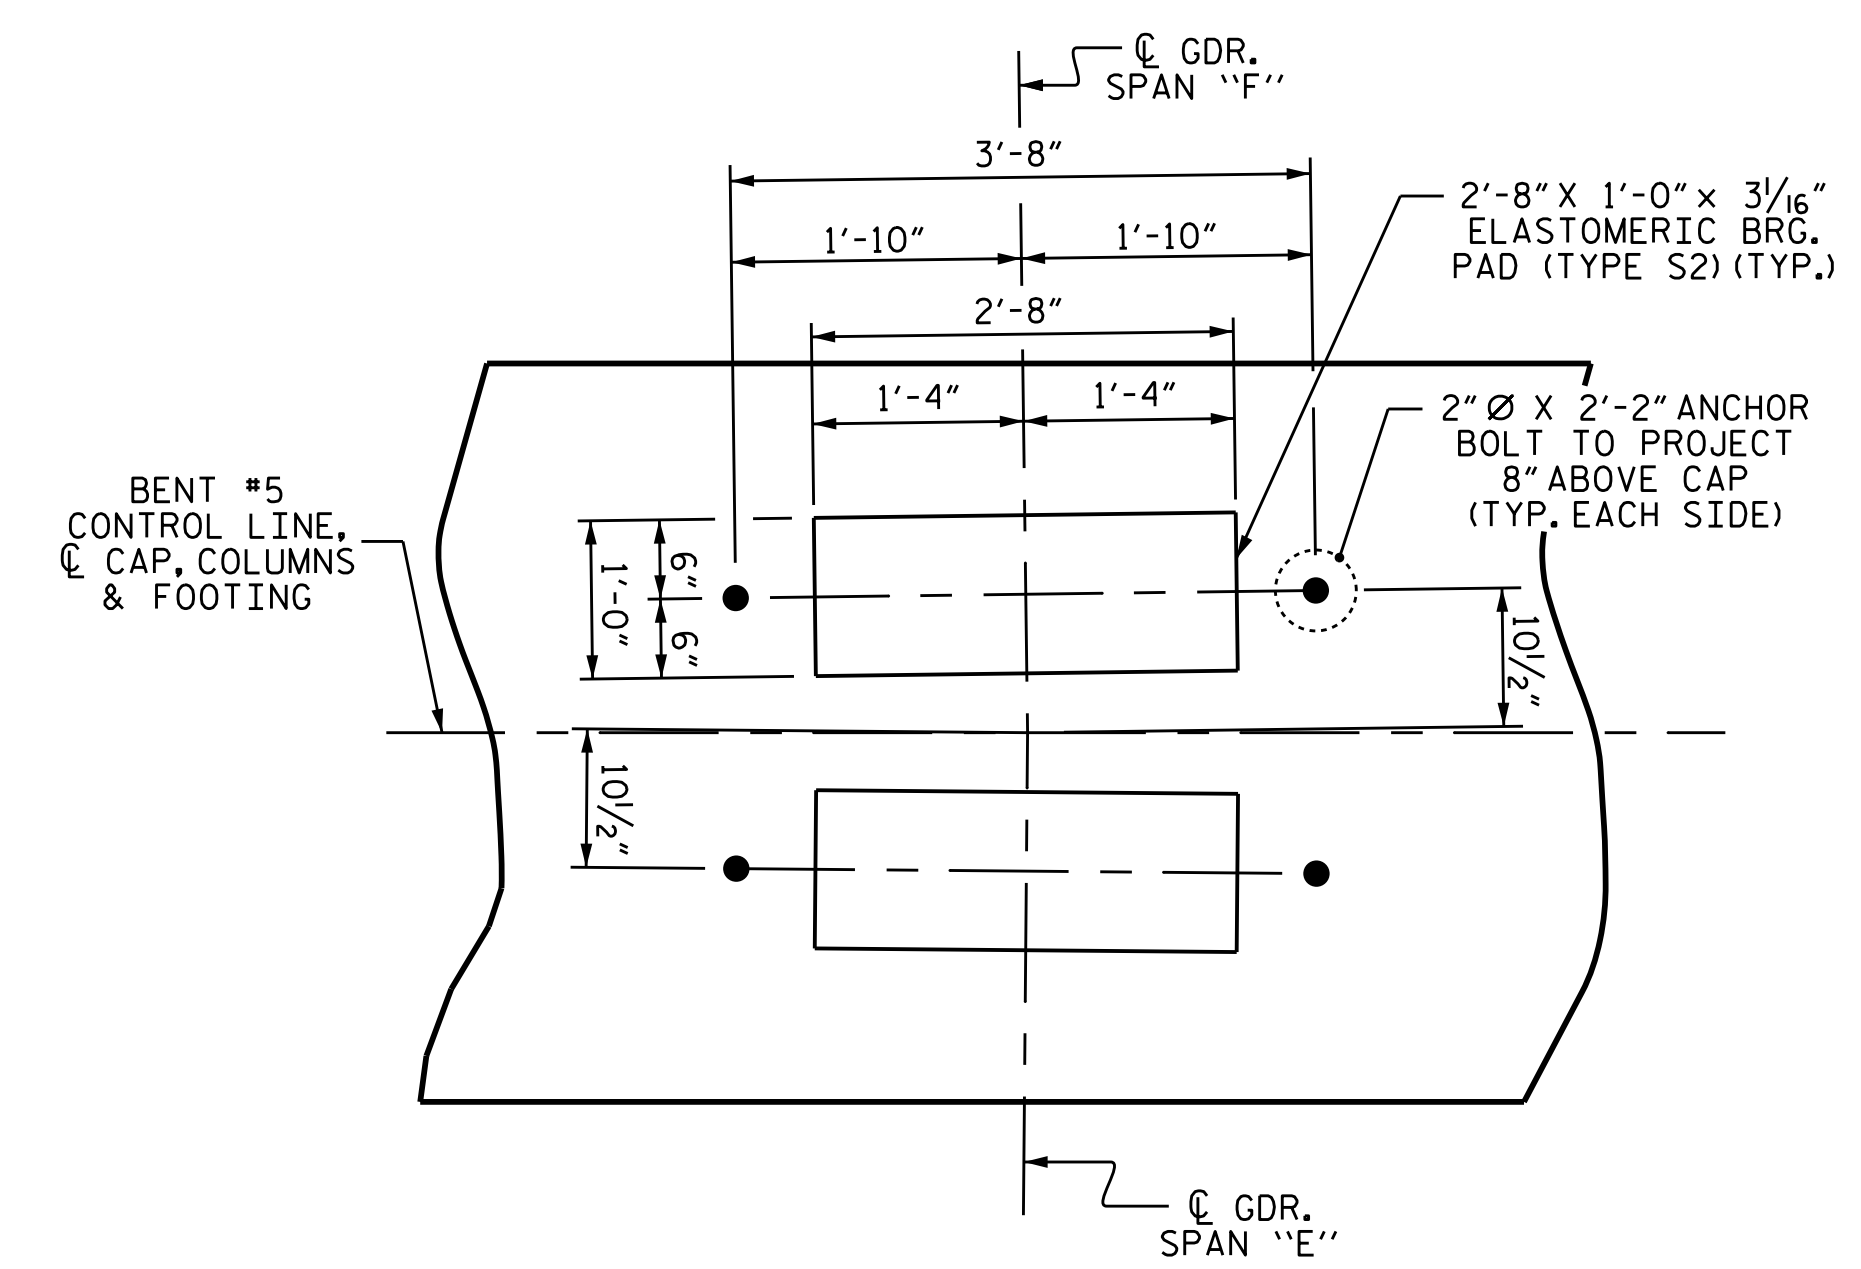 ℄ GDR.
SPAN "F"
3'-8"
1'-10"
1'-10"
2'-8"
1'-4"
1'-4"
2'-8" X 1'-0" x 3 1/16"
ELASTOMERIC BRG.
PAD (TYPE S2)(TYP.)
2" Ø X 2'-2" ANCHOR
BOLT TO PROJECT
8" ABOVE CAP
(TYP. EACH SIDE)
BENT #5
CONTROL LINE,
℄ CAP, COLUMNS
& FOOTING
1'-0"
6"
6"
10 1/2"
10 1/2"
℄ GDR.
SPAN "E"